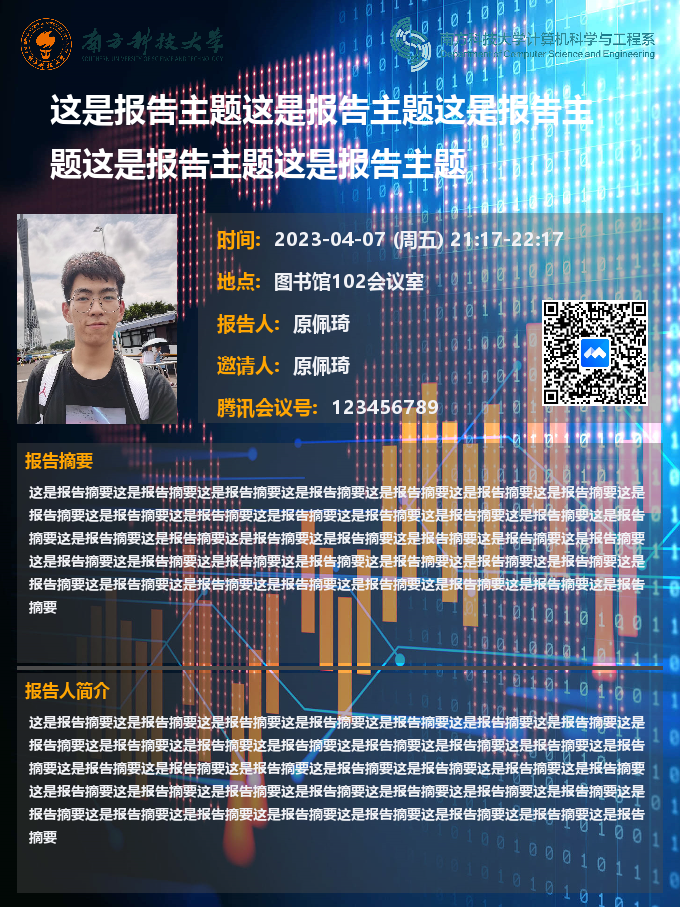 南方科技大学
SOUTHERN UNIVERSITY OF SCIENCE AND TECHNOLOGY
南方科技大学计算机科学与工程系
Department of Computer Science and Engineering
这是报告主题这是报告主题这是报告主
题这是报告主题这是报告主题
时间: 2023-04-07 (周五) 21:17-22:17
地点: 图书馆102会议室
报告人: 原佩琦
邀请人: 原佩琦
腾讯会议号: 123456789
报告摘要
这是报告摘要这是报告摘要这是报告摘要这是报告摘要这是报告摘要这是报告摘要这是报告摘要这是
报告摘要这是报告摘要这是报告摘要这是报告摘要这是报告摘要这是报告摘要这是报告摘要这是报告
摘要这是报告摘要这是报告摘要这是报告摘要这是报告摘要这是报告摘要这是报告摘要这是报告摘要
这是报告摘要这是报告摘要这是报告摘要这是报告摘要这是报告摘要这是报告摘要这是报告摘要这是
报告摘要这是报告摘要这是报告摘要这是报告摘要这是报告摘要这是报告摘要这是报告摘要这是报告
摘要
报告人简介
这是报告摘要这是报告摘要这是报告摘要这是报告摘要这是报告摘要这是报告摘要这是报告摘要这是
报告摘要这是报告摘要这是报告摘要这是报告摘要这是报告摘要这是报告摘要这是报告摘要这是报告
摘要这是报告摘要这是报告摘要这是报告摘要这是报告摘要这是报告摘要这是报告摘要这是报告摘要
这是报告摘要这是报告摘要这是报告摘要这是报告摘要这是报告摘要这是报告摘要这是报告摘要这是
报告摘要这是报告摘要这是报告摘要这是报告摘要这是报告摘要这是报告摘要这是报告摘要这是报告
摘要